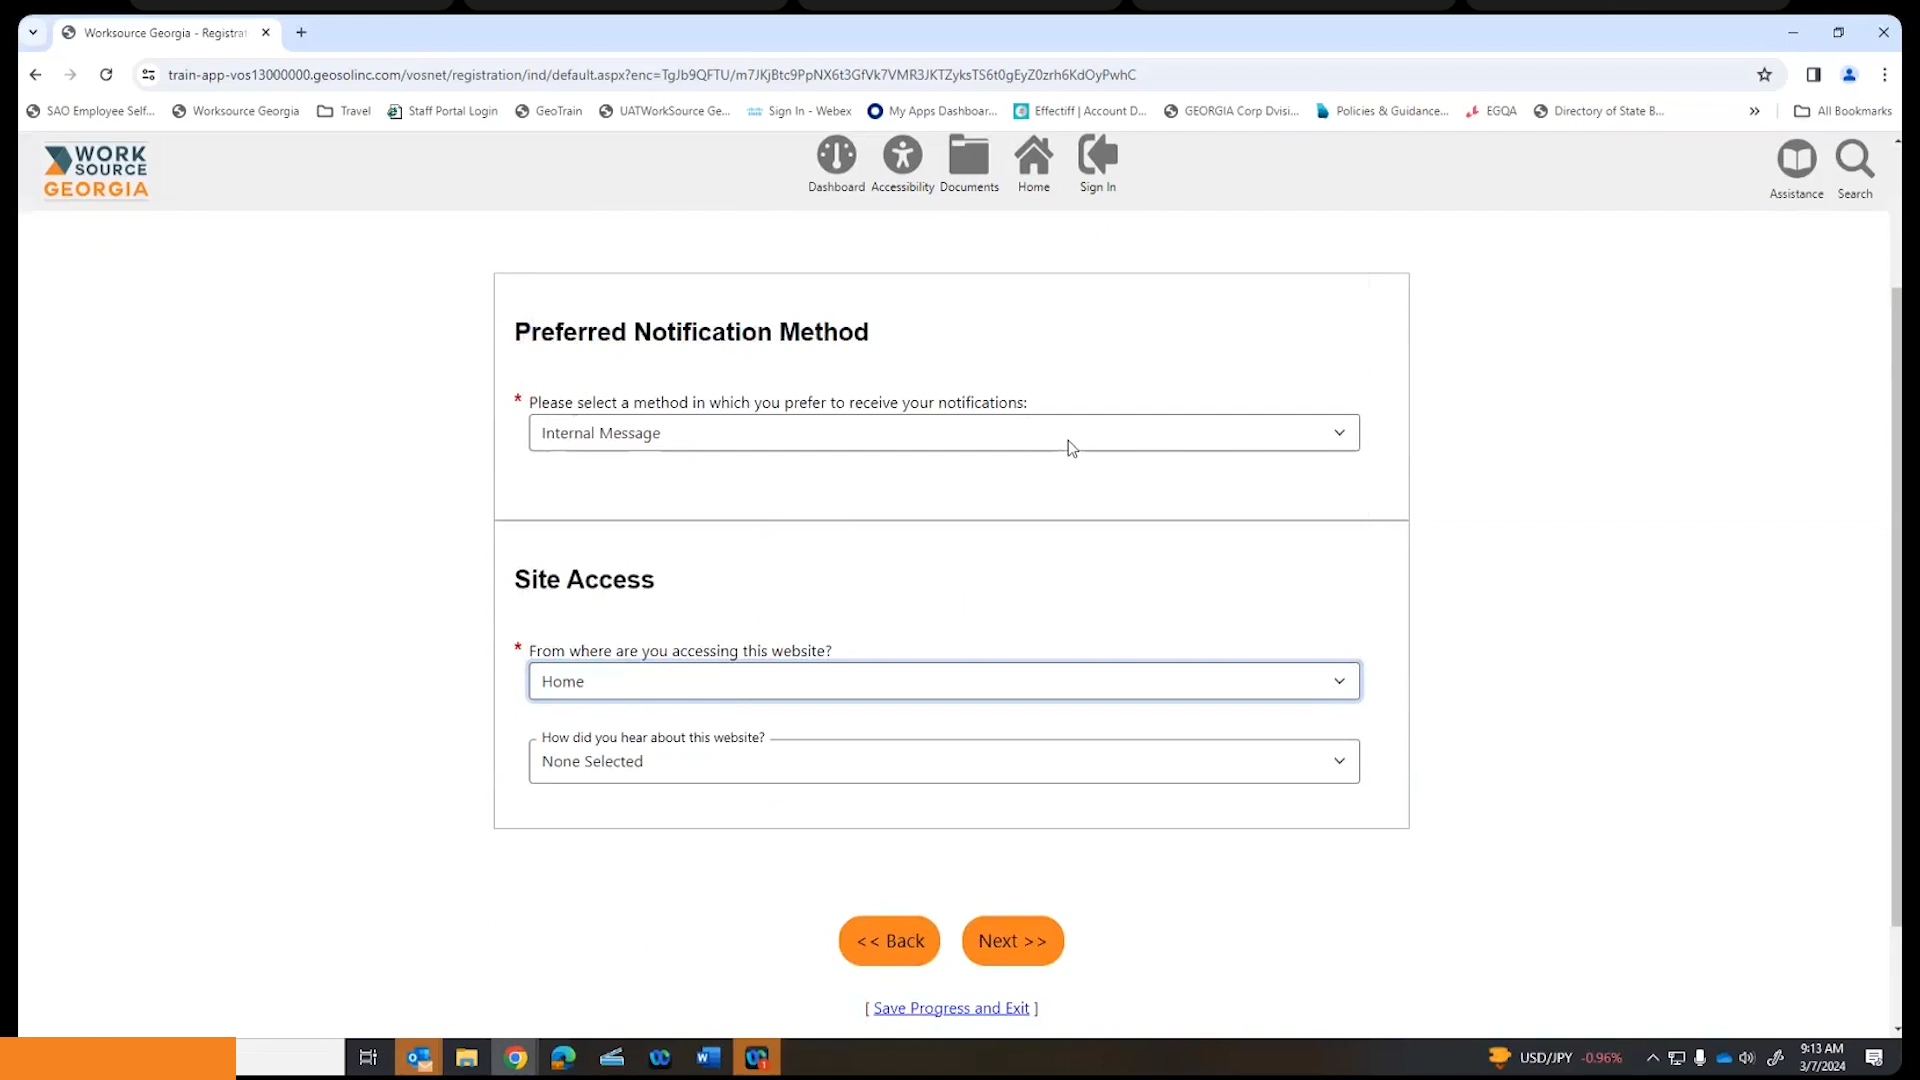 Worksource Georgia - Registrat
train-app-vos13000000.geosolinc.com/vosnet/registration/ind/default.aspx?enc=TgJb9QFTU/m7JKjBtc9PpNX6t3GfVk7VMR3JKTZyksTS6t0gEyZ0zrh6KdOyPwhC
SAO Employee Self... Worksource Georgia Travel Staff Portal Login GeoTrain UATWorkSource Ge... Sign In - Webex My Apps Dashboar... Effectiff | Account D... GEORGIA Corp Dvisi... Policies & Guidance... EGQA Directory of State B... » All Bookmarks
WORK
SOURCE
GEORGIA
Dashboard Accessibility Documents Home Sign In Assistance Search
Preferred Notification Method
* Please select a method in which you prefer to receive your notifications:
Internal Message
Site Access
* From where are you accessing this website?
Home
How did you hear about this website?
None Selected
<< Back Next >>
[ Save Progress and Exit ]
USD/JPY -0.96%
9:13 AM
3/7/2024